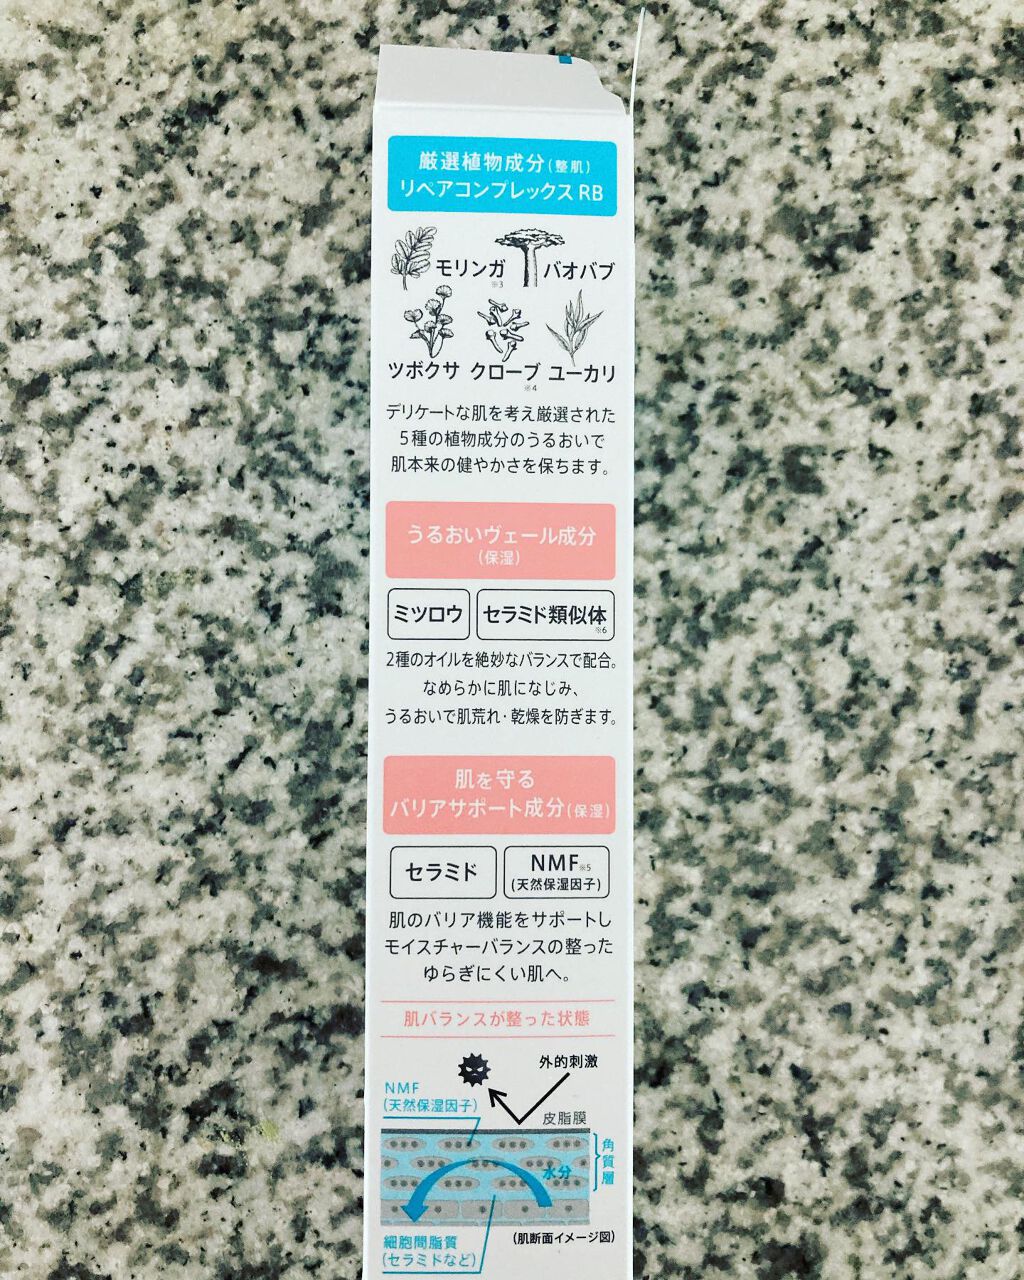 厳選植物成分(整肌)
リペアコンプレックス RB
モリンガ※3 バオバブ
ツボクサ クローブ※4 ユーカリ
デリケートな肌を考え厳選された
5種の植物成分のうるおいで
肌本来の健やかさを保ちます。
うるおいヴェール成分
(保湿)
ミツロウ セラミド類似体※6
2種のオイルを絶妙なバランスで配合。
なめらかに肌になじみ、
うるおいで肌荒れ・乾燥を防ぎます。
肌を守る
バリアサポート成分(保湿)
セラミド NMF※5
(天然保湿因子)
肌のバリア機能をサポートし
モイスチャーバランスの整った
ゆらぎにくい肌へ。
肌バランスが整った状態
外的刺激
NMF
(天然保湿因子)
皮脂膜
角質層
水分
細胞間脂質
(セラミドなど)
(肌断面イメージ図)